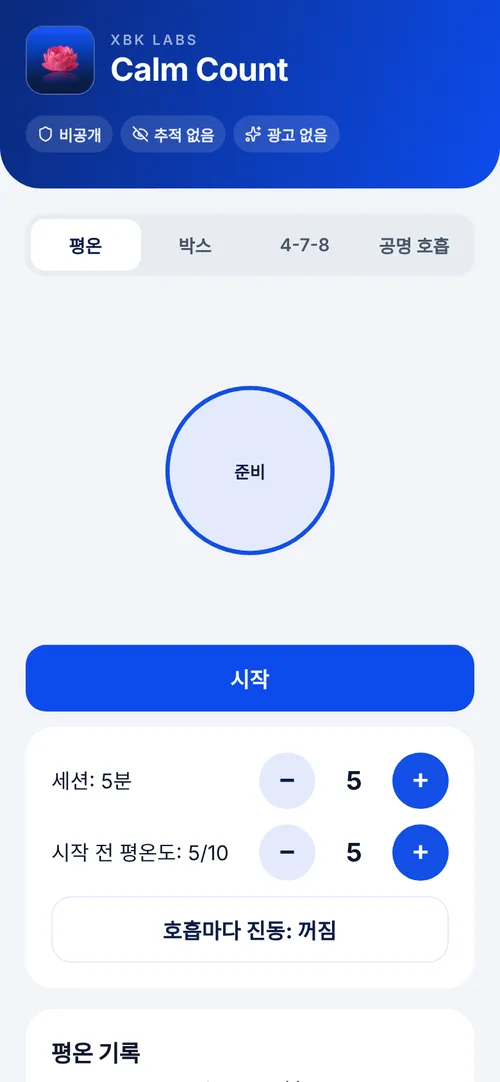 XBK LABS
Calm Count
비공개 추적 없음 광고 없음
평온 박스 4-7-8 공명 호흡
준비
시작
세션: 5분 − 5 +
시작 전 평온도: 5/10 − 5 +
호흡마다 진동: 꺼짐
평온 기록